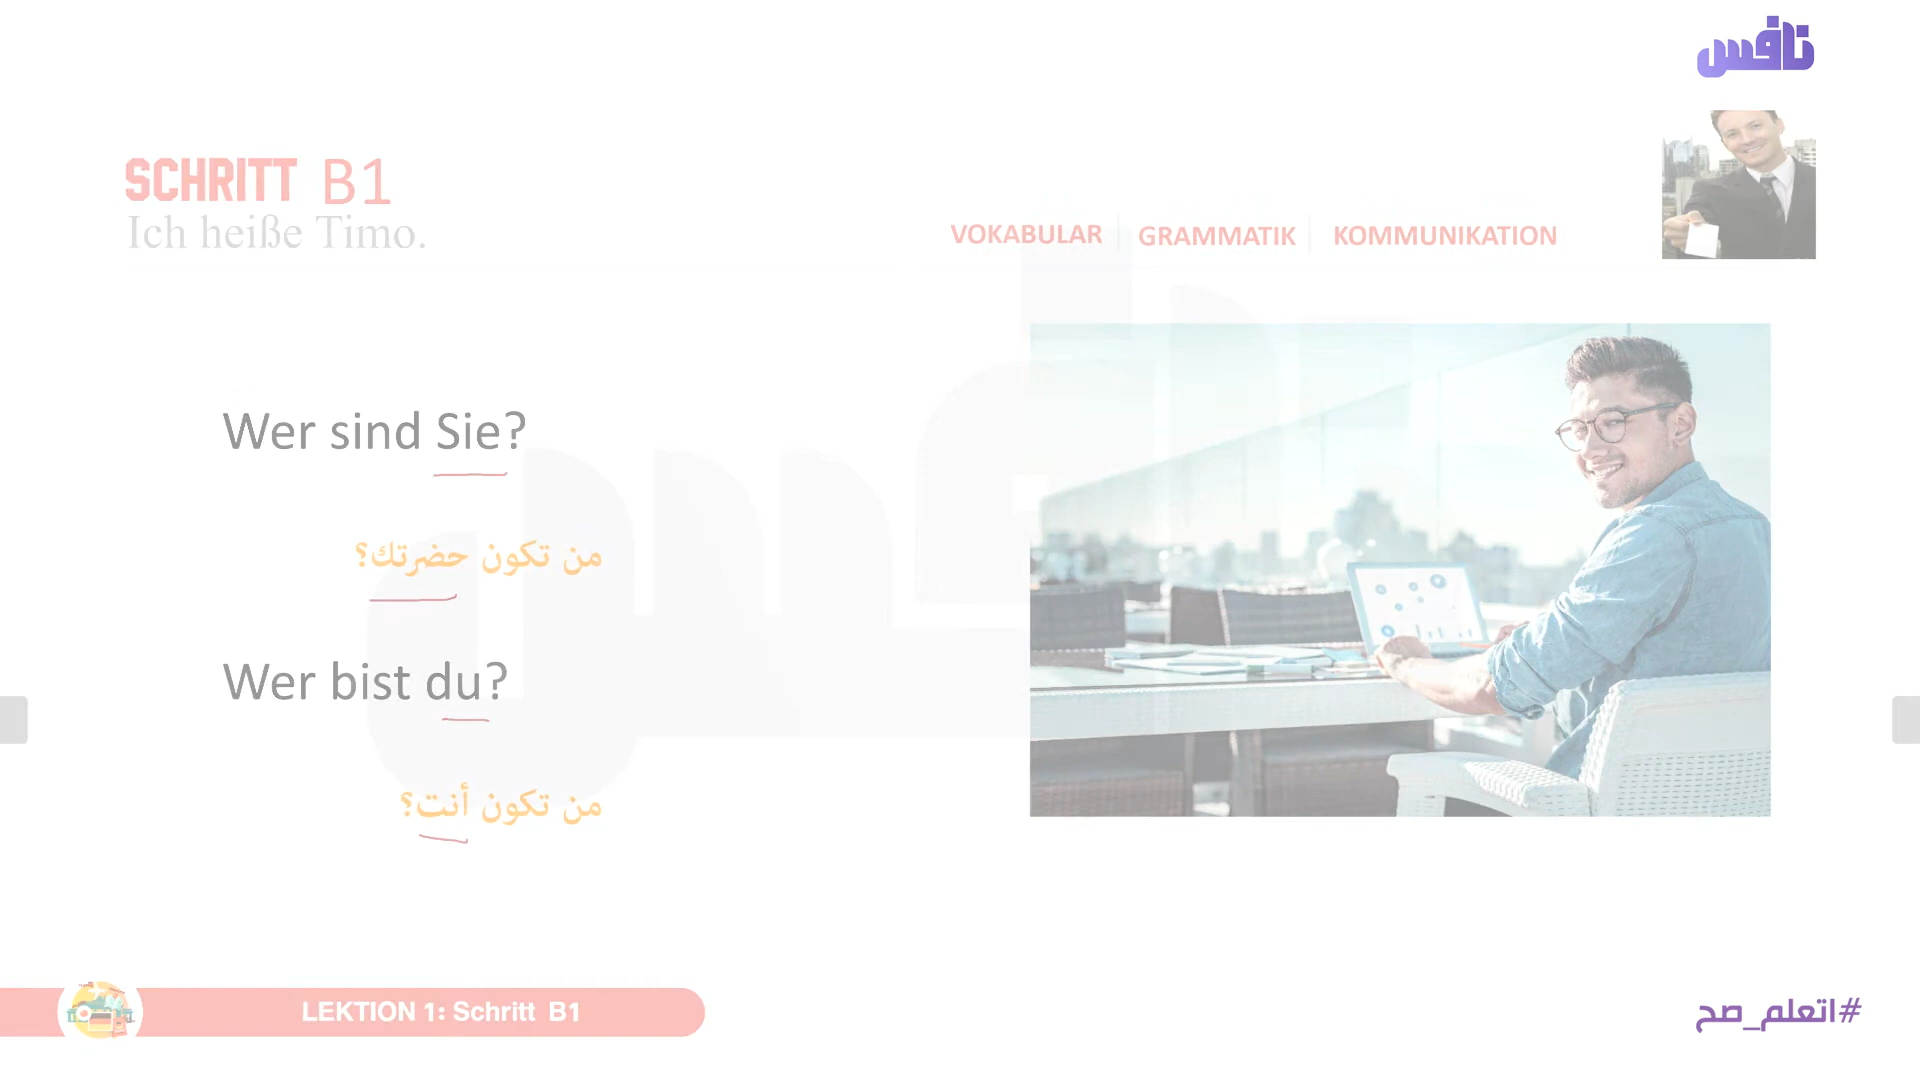 نافس
SCHRITT B1
Ich heiße Timo.
VOKABULAR
GRAMMATIK
KOMMUNIKATION
Wer sind Sie?
من تكون حضرتك؟
Wer bist du?
من تكون أنت؟
LEKTION 1: Schritt B1
#اتعلم_صح